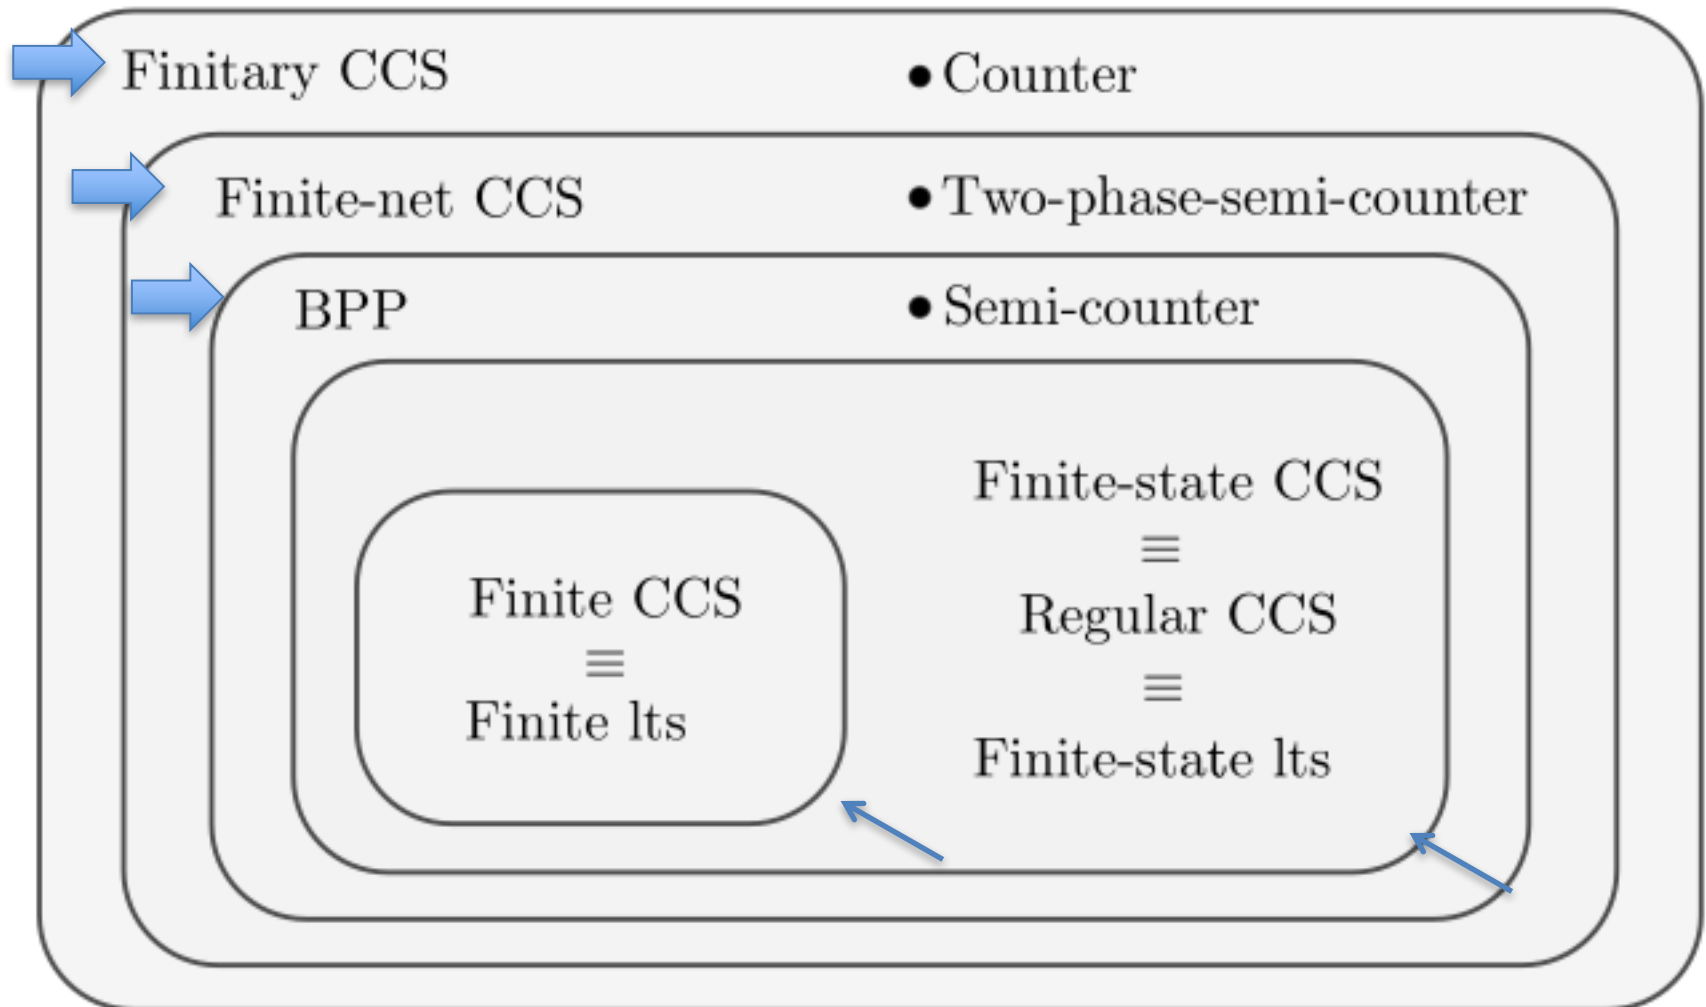 Finitary CCS
● Counter
Finite-net CCS
● Two-phase-semi-counter
BPP
● Semi-counter
Finite CCS
≡
Finite lts
Finite-state CCS
≡
Regular CCS
≡
Finite-state lts